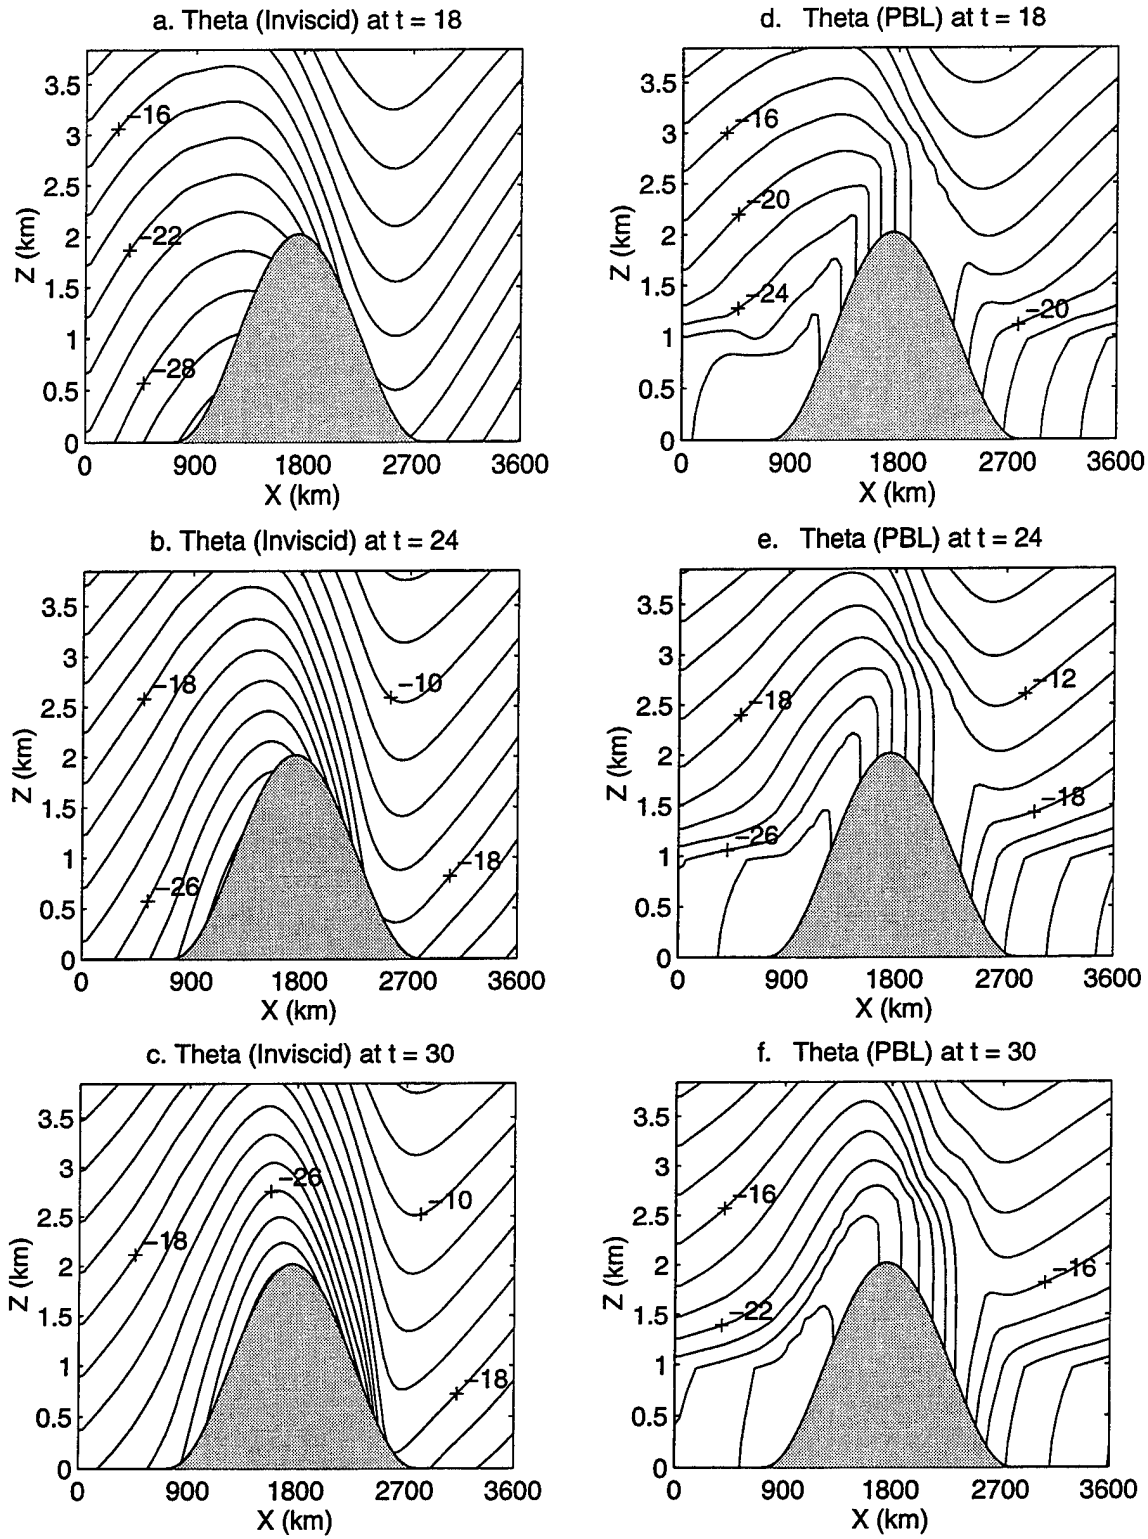 a. Theta (Inviscid) at t = 18
3.5
3
2.5
2
1.5
1
0.5
0
Z (km)
−16
−22
−28
0 900 1800 2700 3600
X (km)
d. Theta (PBL) at t = 18
3.5
3
2.5
2
1.5
1
0.5
0
Z (km)
−16
−20
−24
−20
0 900 1800 2700 3600
X (km)
b. Theta (Inviscid) at t = 24
3.5
3
2.5
2
1.5
1
0.5
0
Z (km)
−18
−10
−26
−18
0 900 1800 2700 3600
X (km)
e. Theta (PBL) at t = 24
3.5
3
2.5
2
1.5
1
0.5
0
Z (km)
−12
−18
−18
−26
0 900 1800 2700 3600
X (km)
c. Theta (Inviscid) at t = 30
3.5
3
2.5
2
1.5
1
0.5
0
Z (km)
−26
−10
−18
−18
0 900 1800 2700 3600
X (km)
f. Theta (PBL) at t = 30
3.5
3
2.5
2
1.5
1
0.5
0
Z (km)
−16
−16
−22
0 900 1800 2700 3600
X (km)